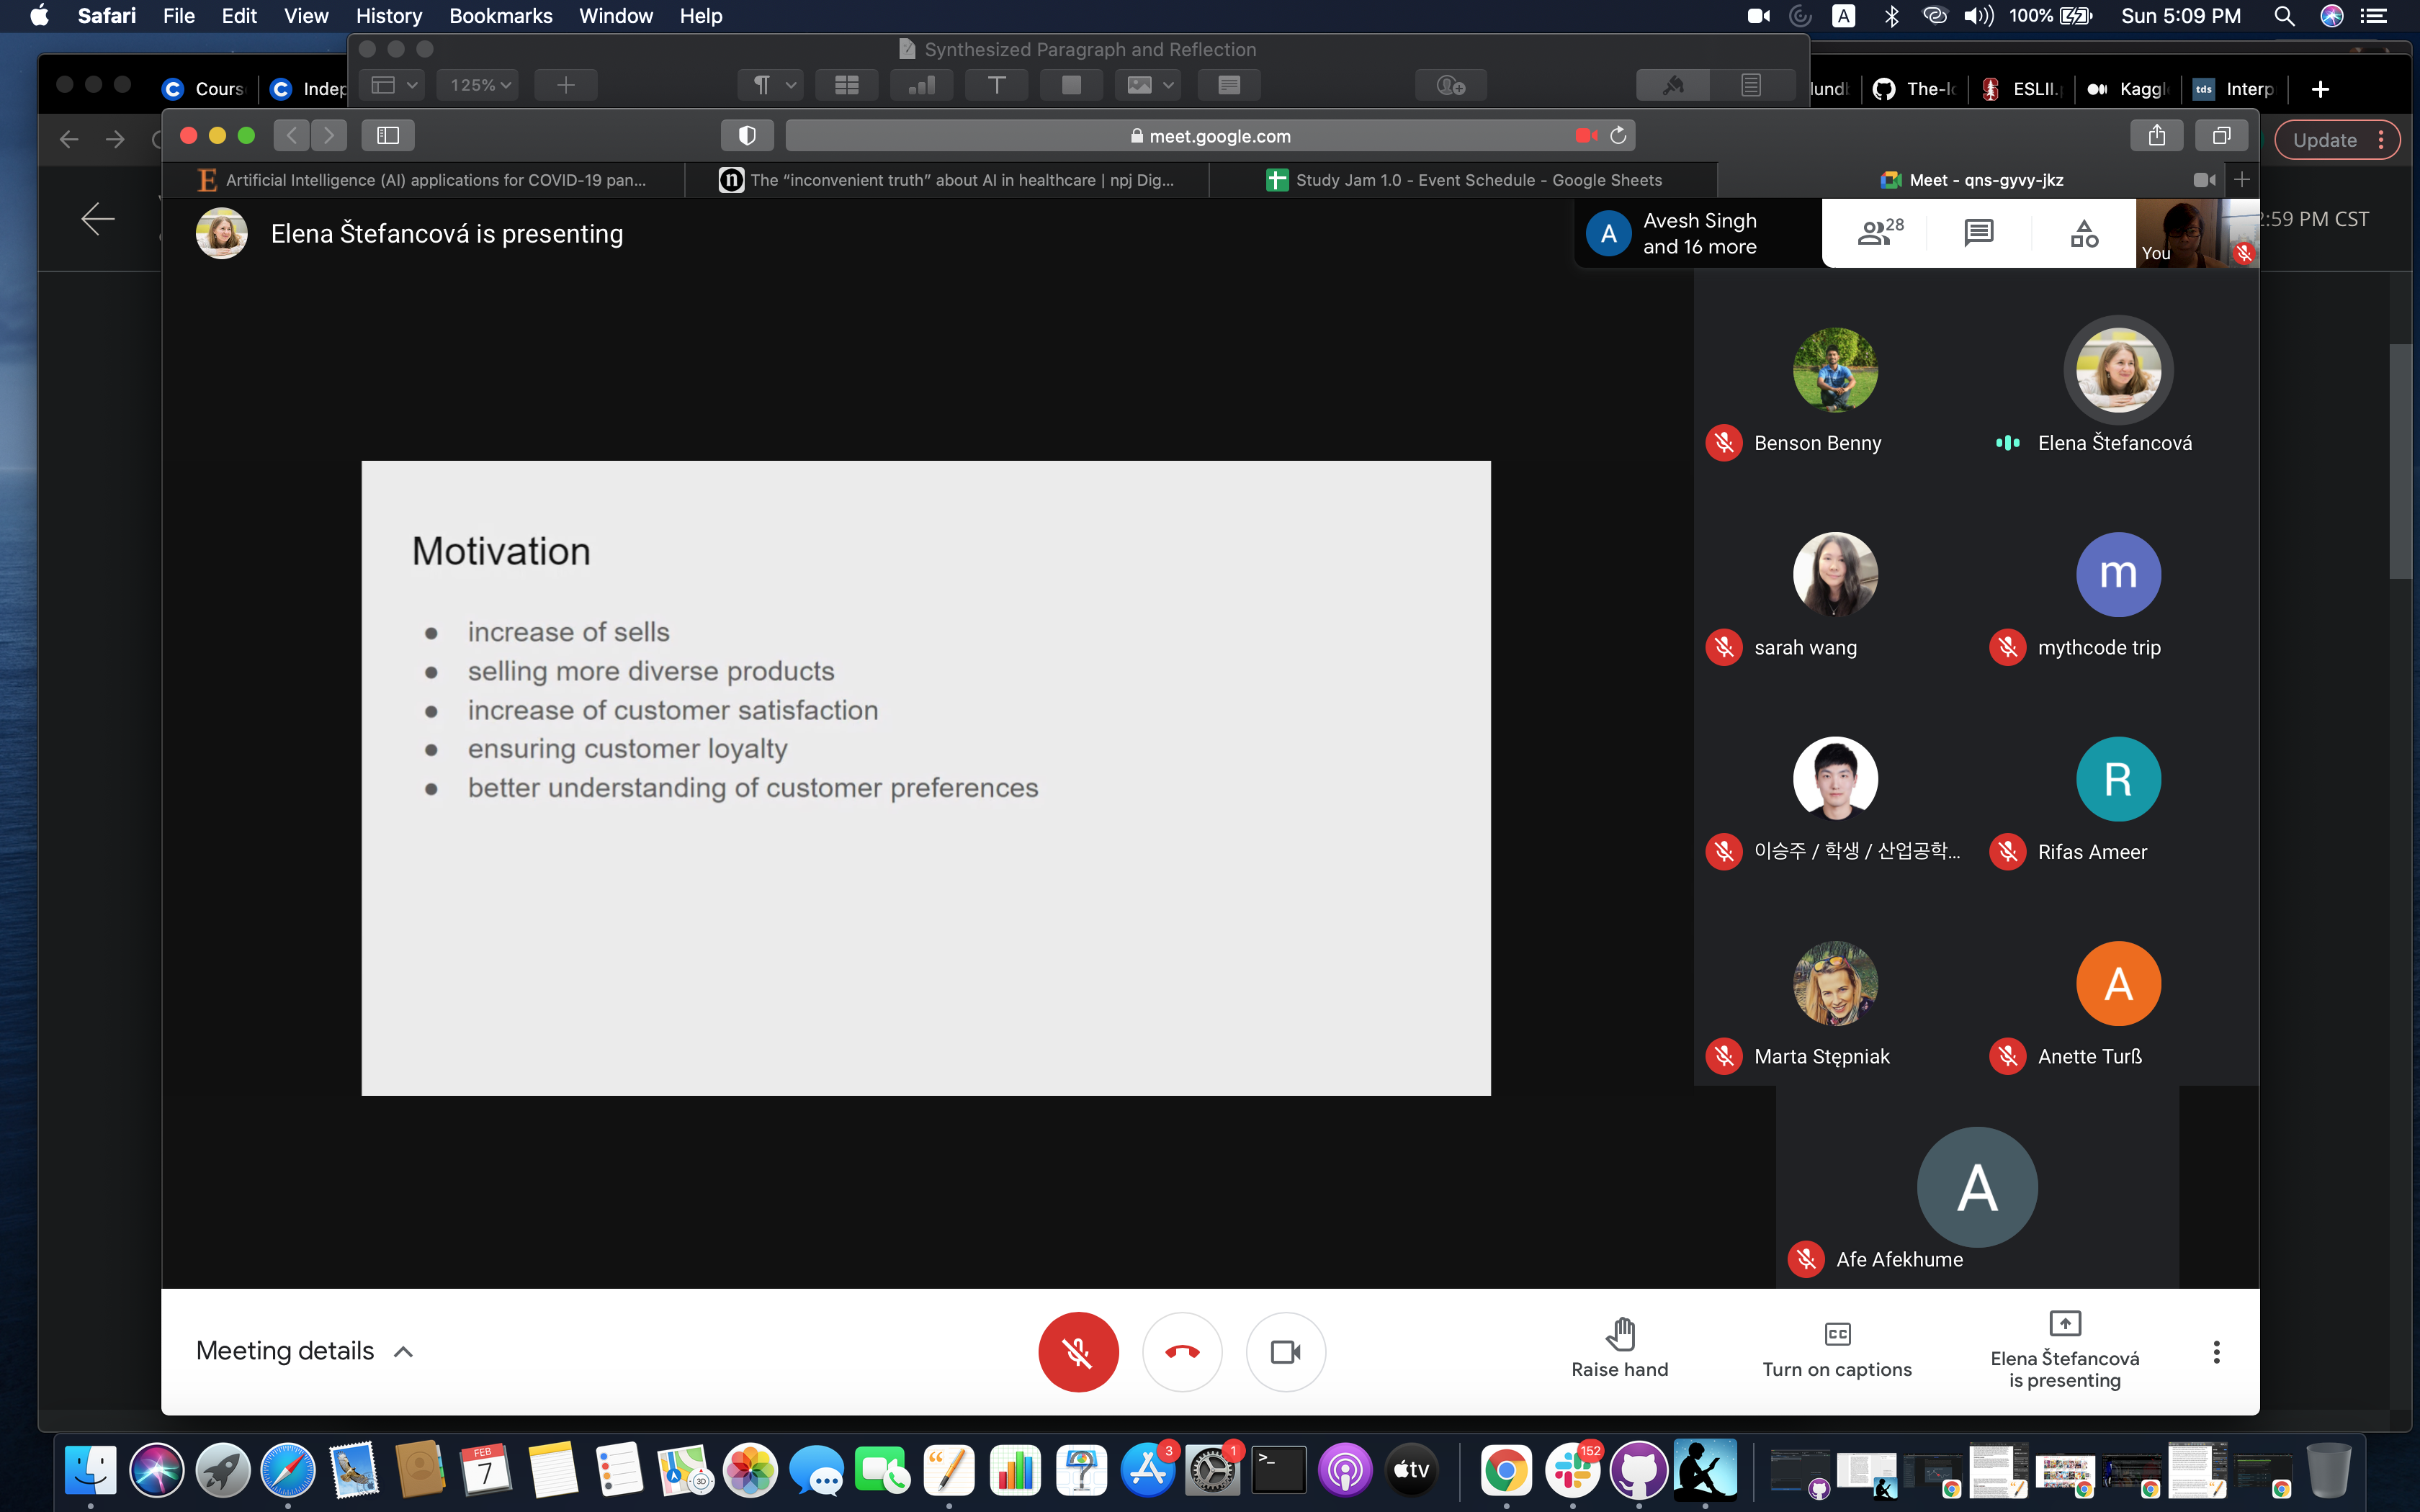 Safari File Edit View History Bookmarks Window Help
A 100% Sun 5:09 PM
Synthesized Paragraph and Reflection
125%
Cours
Indep
The-Ic
ESLII.
Kaggl
tds Interp
meet.google.com
Update
E Artificial Intelligence (AI) applications for COVID-19 pan...
n The “inconvenient truth” about AI in healthcare | npj Dig...
Study Jam 1.0 - Event Schedule - Google Sheets
Meet - qns-gyvy-jkz
Elena Štefancová is presenting
A
Avesh Singh
and 16 more
28
You
:59 PM CST
Motivation
● increase of sells
● selling more diverse products
● increase of customer satisfaction
● ensuring customer loyalty
● better understanding of customer preferences
Benson Benny
Elena Štefancová
m
sarah wang
mythcode trip
R
이승주 / 학생 / 산업공학...
Rifas Ameer
A
Marta Stępniak
Anette Turß
A
Afe Afekhume
Meeting details
Raise hand
CC
Turn on captions
Elena Štefancová
is presenting
FEB
7
3D
3
1
>_
tv
152